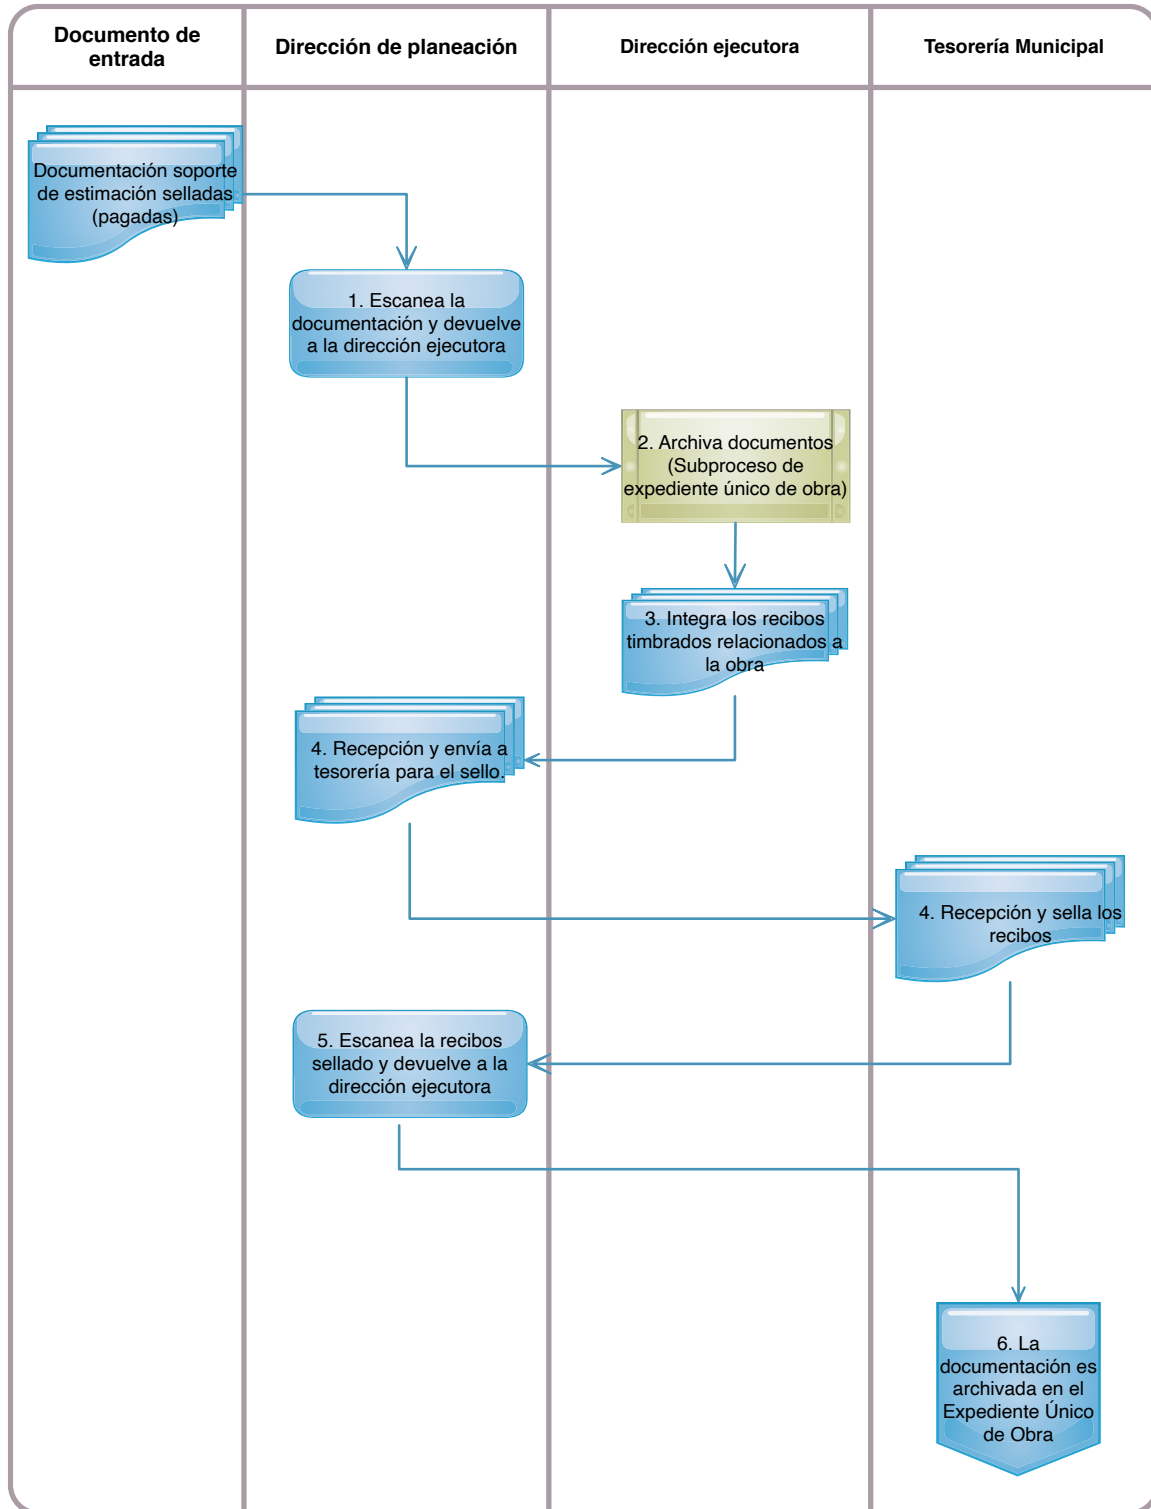 Documento de
entrada
Dirección de planeación
Dirección ejecutora
Tesorería Municipal
Documentación soporte
de estimación selladas
(pagadas)
1. Escanea la
documentación y devuelve
a la dirección ejecutora
2. Archiva documentos
(Subproceso de
expediente único de obra)
3. Integra los recibos
timbrados relacionados a
la obra
4. Recepción y envía a
tesorería para el sello.
4. Recepción y sella los
recibos
5. Escanea la recibos
sellado y devuelve a la
dirección ejecutora
6. La
documentación es
archivada en el
Expediente Único
de Obra